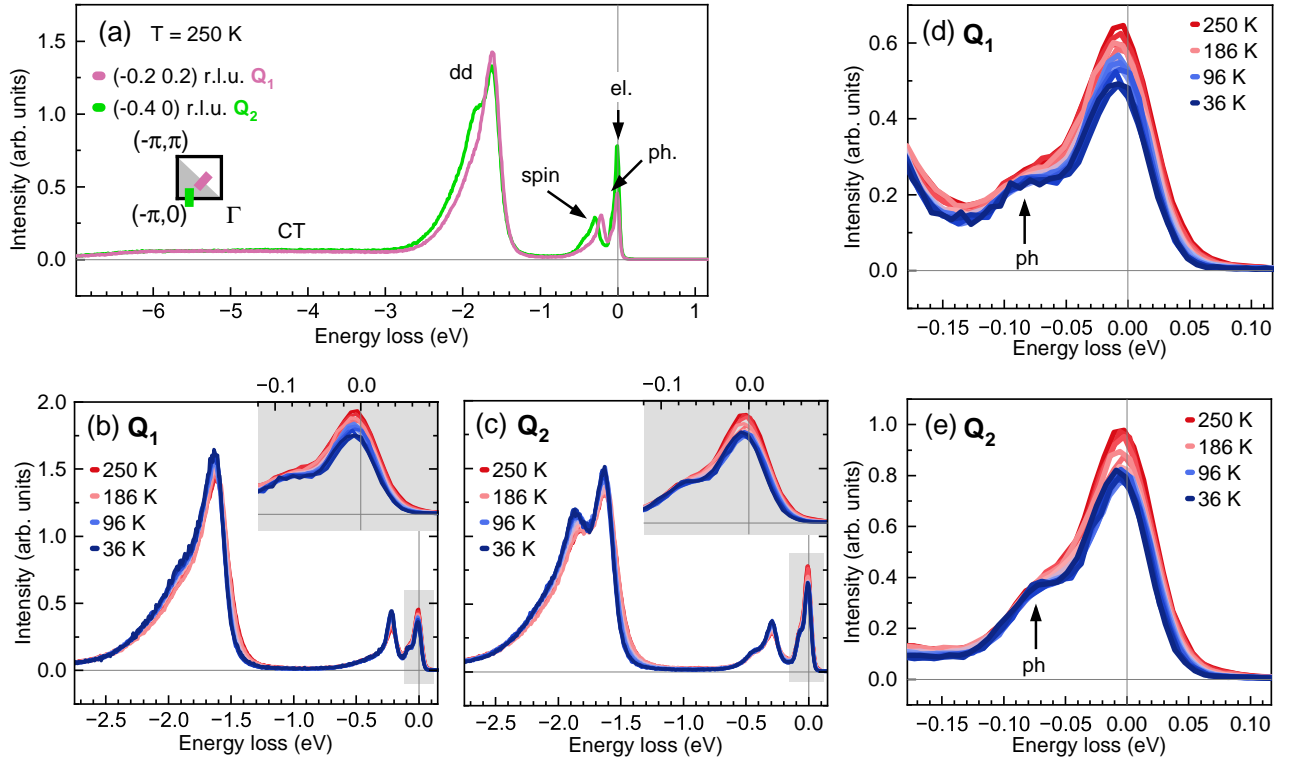 (a) T = 250 K
(-0.2 0.2) r.l.u. Q1
(-0.4 0) r.l.u. Q2
(-π,π)
(-π,0) Γ
CT
dd
spin
el.
ph.
Intensity (arb. units)
0.0 0.5 1.0 1.5
−6 −5 −4 −3 −2 −1 0 1
Energy loss (eV)
(b) Q1
250 K
186 K
96 K
36 K
−0.1 0.0
Intensity (arb. units)
0.0 0.5 1.0 1.5 2.0
−2.5 −2.0 −1.5 −1.0 −0.5 0.0
Energy loss (eV)
(c) Q2
250 K
186 K
96 K
36 K
−0.1 0.0
−2.5 −2.0 −1.5 −1.0 −0.5 0.0
Energy loss (eV)
(d) Q1
250 K
186 K
96 K
36 K
ph
Intensity (arb. units)
0.0 0.2 0.4 0.6
−0.15 −0.10 −0.05 0.00 0.05 0.10
Energy loss (eV)
(e) Q2
250 K
186 K
96 K
36 K
ph
Intensity (arb. units)
0.0 0.2 0.4 0.6 0.8 1.0
−0.15 −0.10 −0.05 0.00 0.05 0.10
Energy loss (eV)